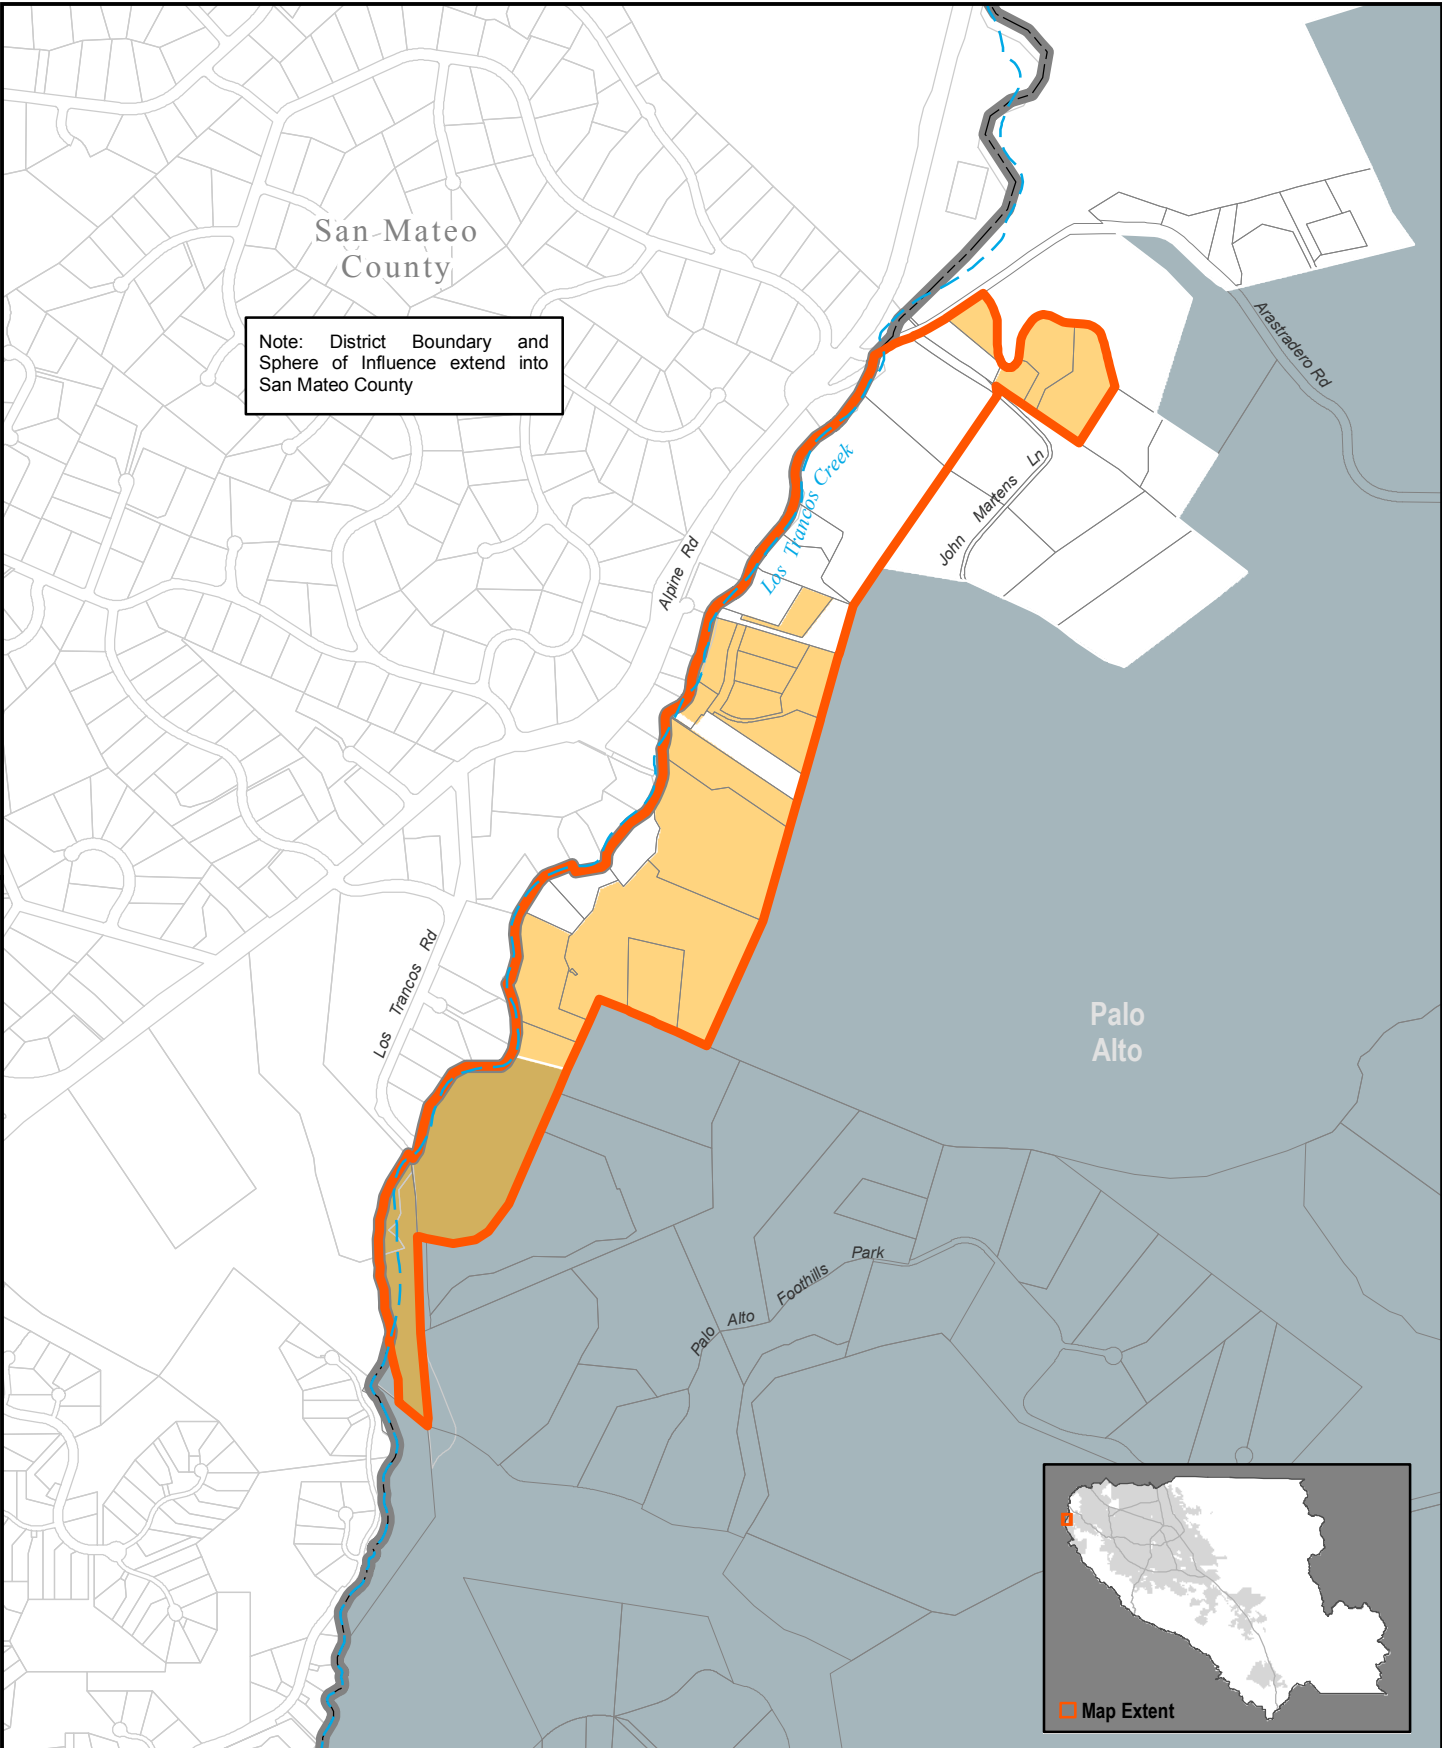 San Mateo
County
Note: District Boundary and
Sphere of Influence extend into
San Mateo County
Arastradero Rd
Los Trancos Creek
John Martens Ln
Alpine Rd
Los Trancos Rd
Palo
Alto
Palo Alto Foothills Park
Map Extent